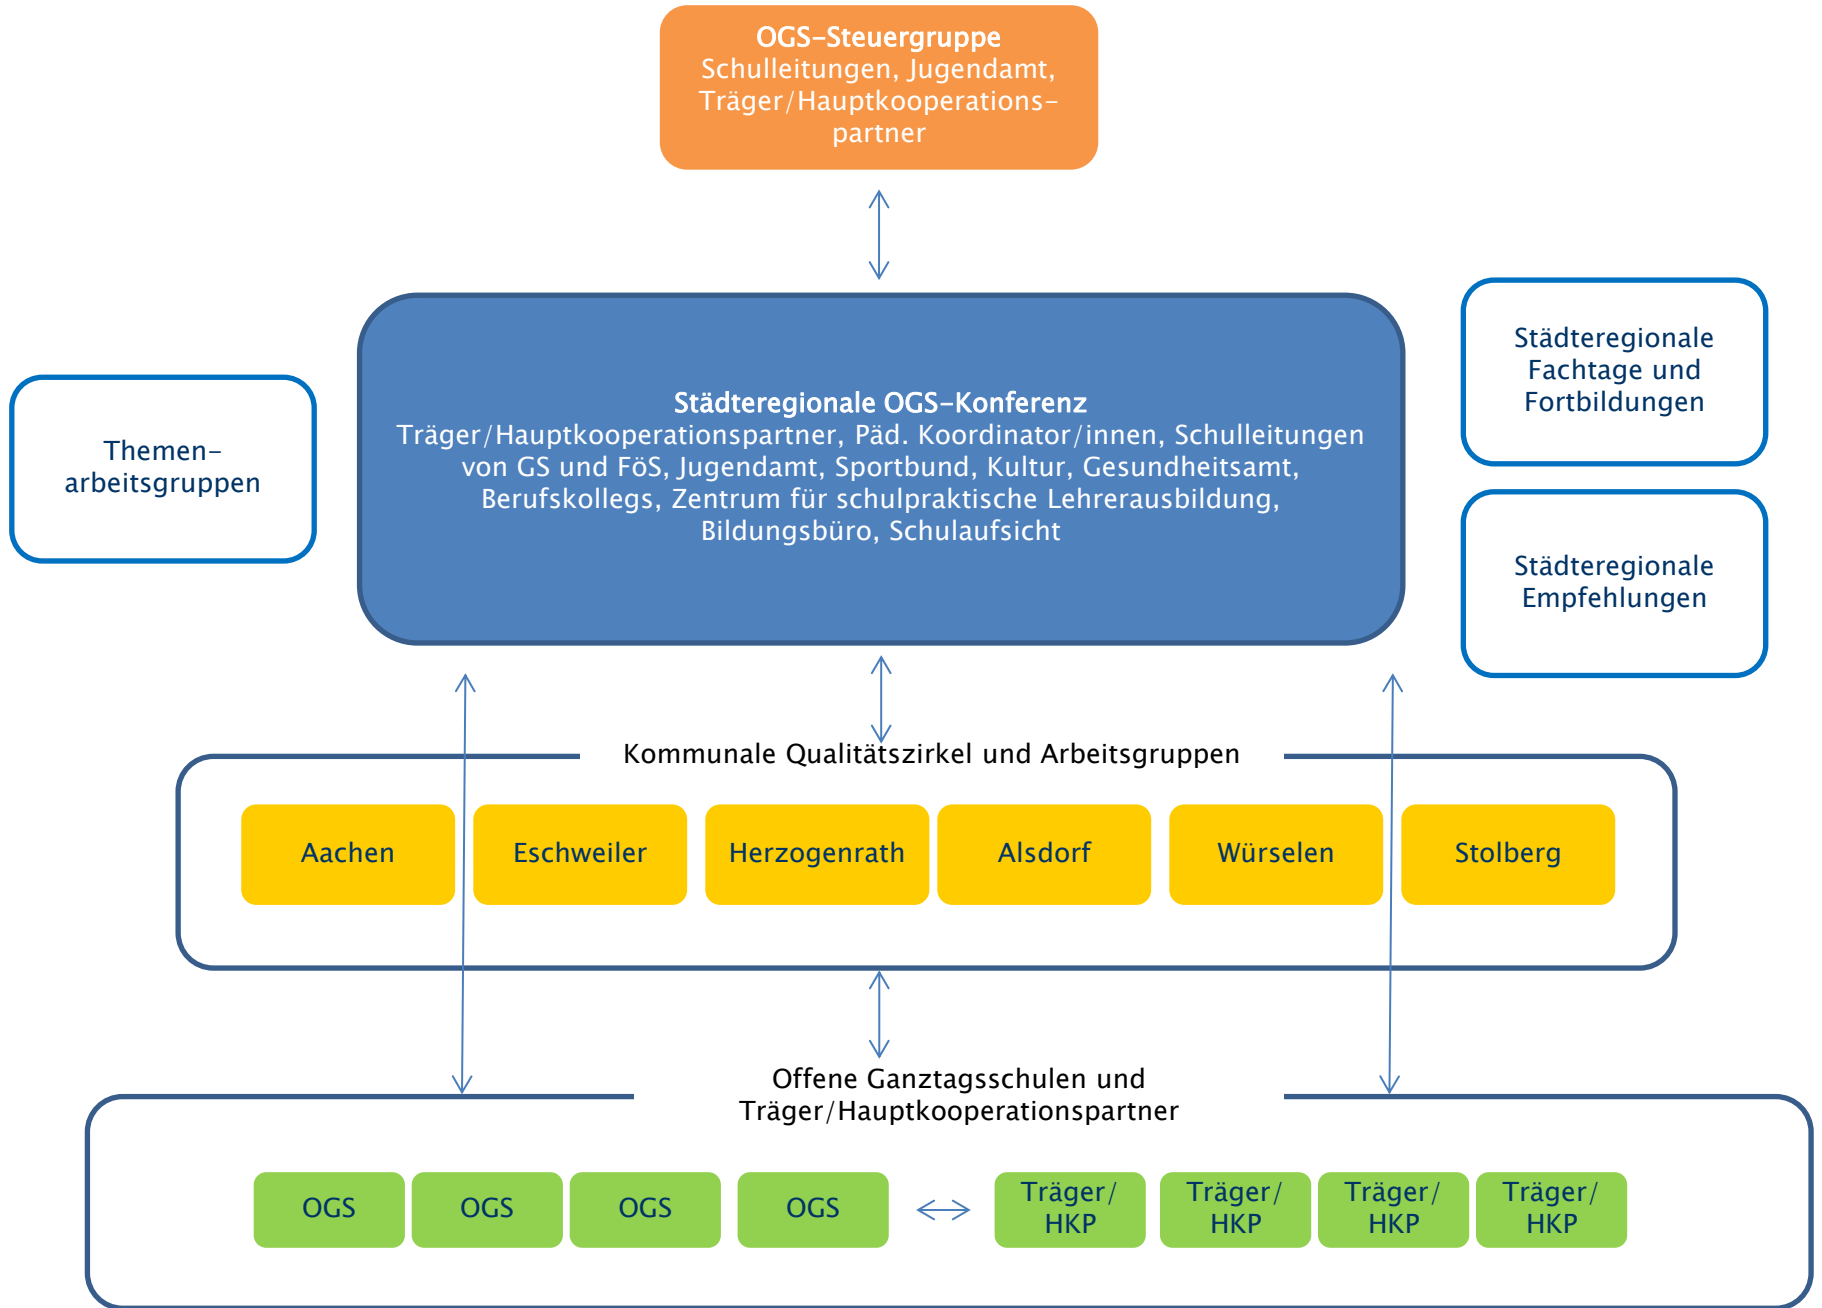 OGS-Steuergruppe
Schulleitungen, Jugendamt,
Träger/Hauptkooperations-
partner
Städteregionale
Fachtage und
Fortbildungen
Städteregionale OGS-Konferenz
Träger/Hauptkooperationspartner, Päd. Koordinator/innen, Schulleitungen
von GS und FöS, Jugendamt, Sportbund, Kultur, Gesundheitsamt,
Berufskollegs, Zentrum für schulpraktische Lehrerausbildung,
Bildungsbüro, Schulaufsicht
Themen-
arbeitsgruppen
Städteregionale
Empfehlungen
Kommunale Qualitätszirkel und Arbeitsgruppen
Aachen
Eschweiler
Herzogenrath
Alsdorf
Würselen
Stolberg
Offene Ganztagsschulen und
Träger/Hauptkooperationspartner
OGS
OGS
OGS
OGS
Träger/
HKP
Träger/
HKP
Träger/
HKP
Träger/
HKP